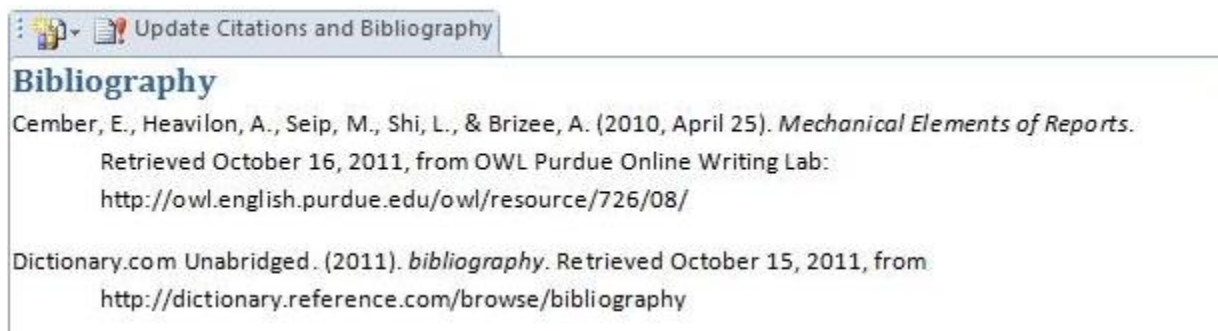 Update Citations and Bibliography
Bibliography
Cember, E., Heavilon, A., Seip, M., Shi, L., & Brizee, A. (2010, April 25). Mechanical Elements of Reports.
Retrieved October 16, 2011, from OWL Purdue Online Writing Lab:
http://owl.english.purdue.edu/owl/resource/726/08/
Dictionary.com Unabridged. (2011). bibliography. Retrieved October 15, 2011, from
http://dictionary.reference.com/browse/bibliography